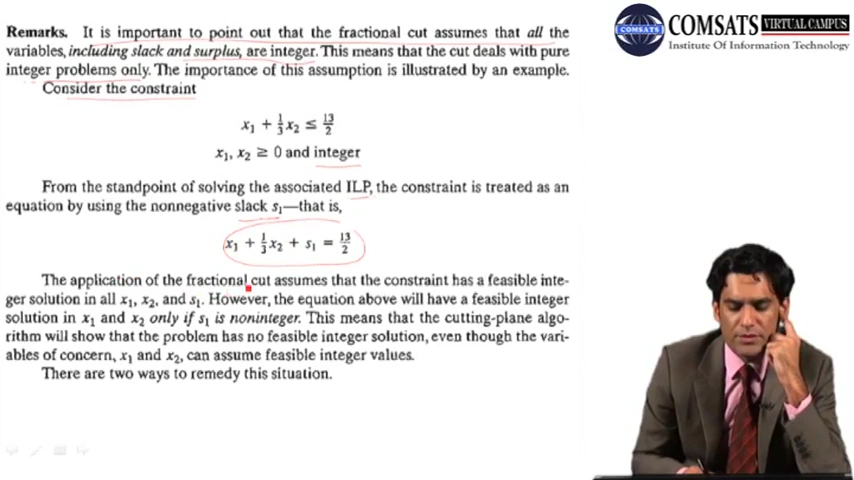 Remarks. It is important to point out that the fractional cut assumes that all the
variables, including slack and surplus, are integer. This means that the cut deals with pure
integer problems only. The importance of this assumption is illustrated by an example.
Consider the constraint
x₁ + ⅓x₂ ≤ 13/2
x₁, x₂ ≥ 0 and integer
From the standpoint of solving the associated ILP, the constraint is treated as an
equation by using the nonnegative slack s₁—that is,
x₁ + ⅓x₂ + s₁ = 13/2
The application of the fractional cut assumes that the constraint has a feasible inte-
ger solution in all x₁, x₂, and s₁. However, the equation above will have a feasible integer
solution in x₁ and x₂ only if s₁ is noninteger. This means that the cutting-plane algo-
rithm will show that the problem has no feasible integer solution, even though the vari-
ables of concern, x₁ and x₂, can assume feasible integer values.
There are two ways to remedy this situation.
COMSATS VIRTUAL CAMPUS
Institute Of Information Technology